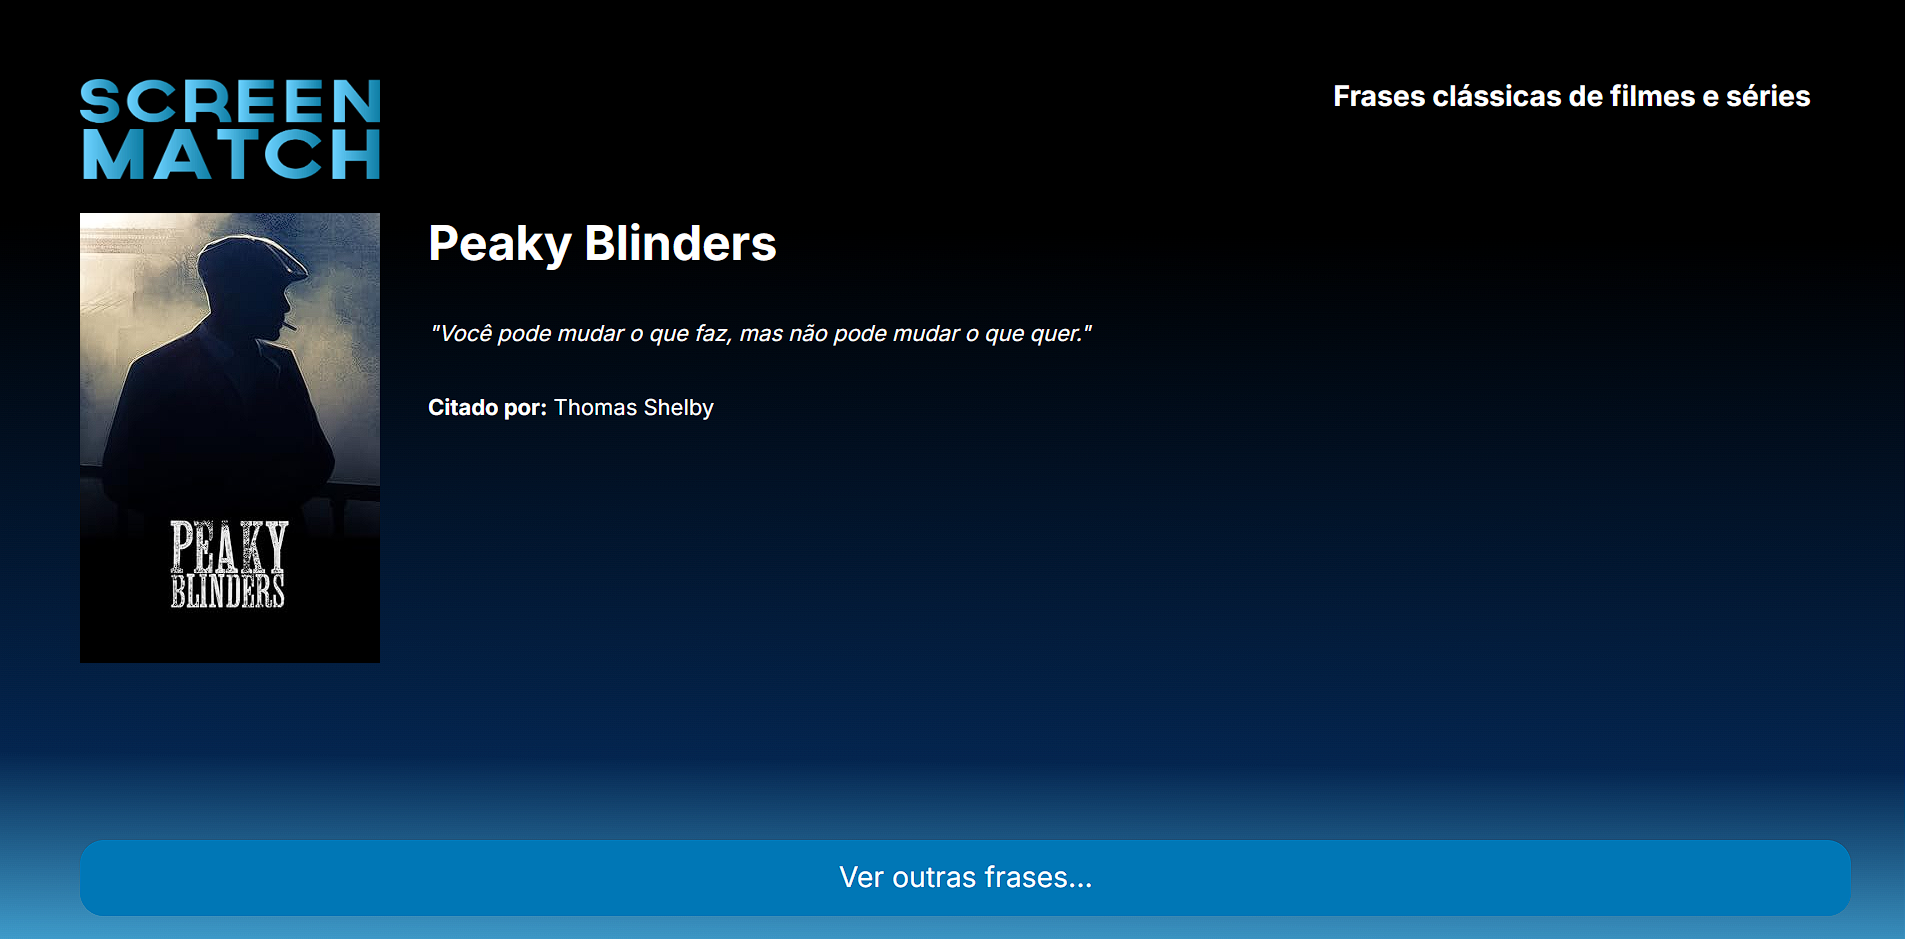 SCREEN
MATCH
Frases clássicas de filmes e séries
Peaky Blinders
"Você pode mudar o que faz, mas não pode mudar o que quer."
Citado por: Thomas Shelby
PEAKY
BLINDERS
Ver outras frases...